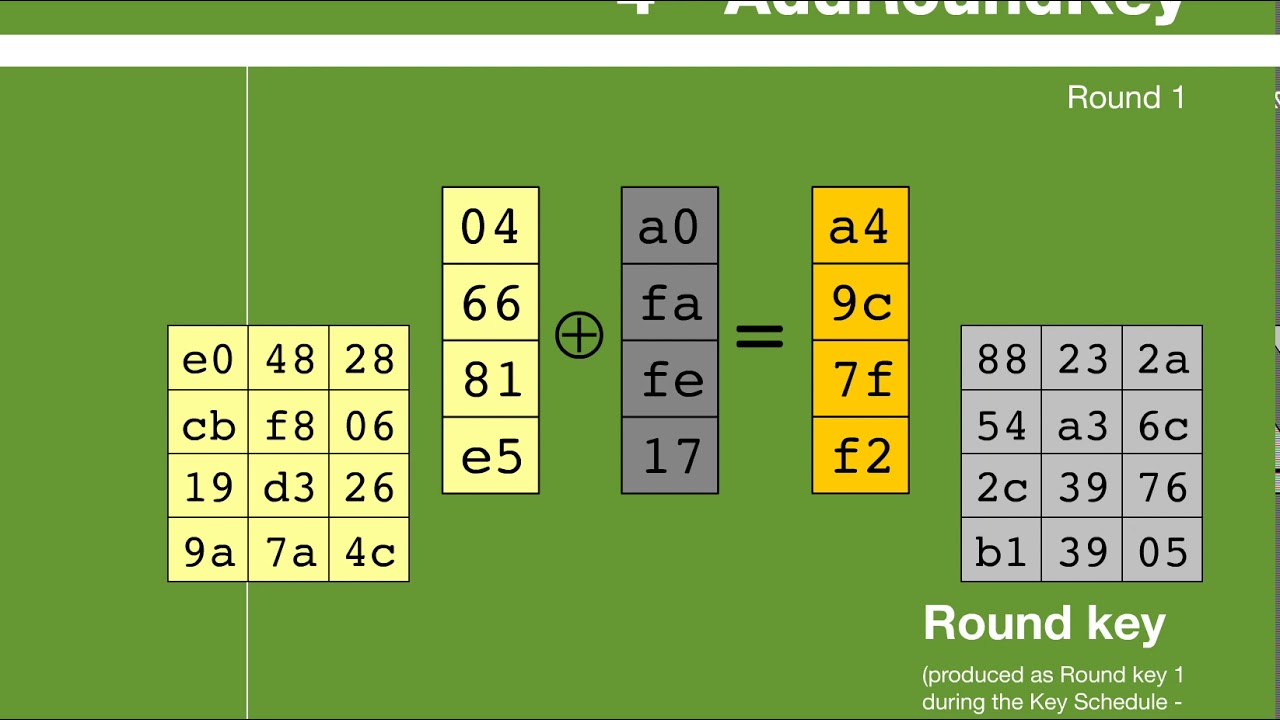 4 - AddRoundKey
Round 1
04 a0 a4
66 fa 9c
81 ⊕ fe = 7f
e5 17 f2
e0 48 28
cb f8 06
19 d3 26
9a 7a 4c
88 23 2a
54 a3 6c
2c 39 76
b1 39 05
Round key
(produced as Round key 1
during the Key Schedule -